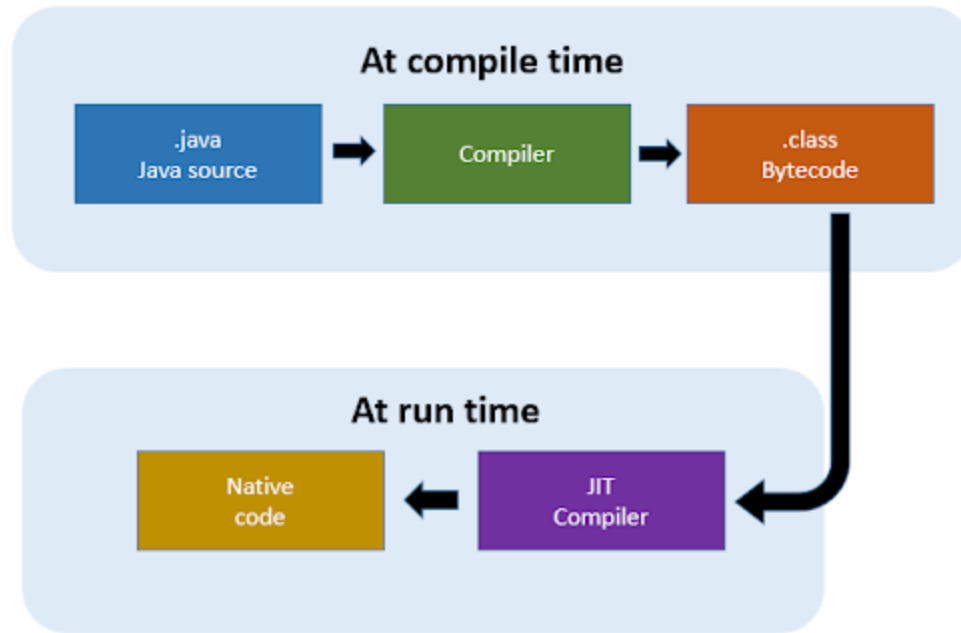 At compile time
.java
Java source
Compiler
.class
Bytecode
At run time
Native
code
JIT
Compiler